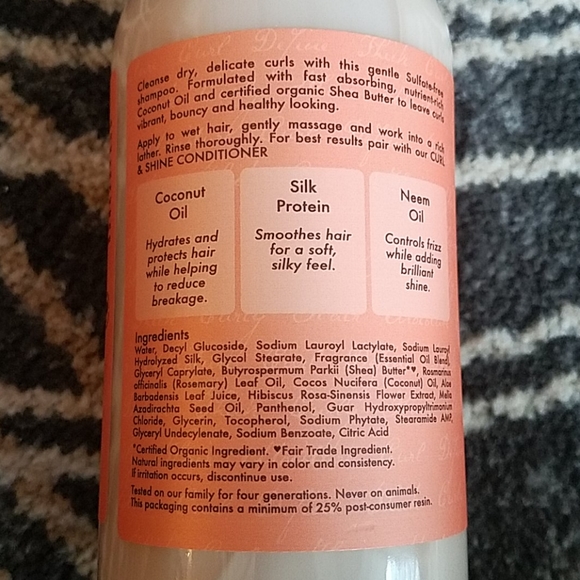 Cleanse dry, delicate curls with this gentle Sulfate-free
shampoo. Formulated with fast absorbing, nutrient-rich
Coconut Oil and certified organic Shea Butter to leave curls
vibrant, bouncy and healthy looking.
Apply to wet hair, gently massage and work into a rich
lather. Rinse thoroughly. For best results pair with our CURL
& SHINE CONDITIONER
Coconut
Oil
Hydrates and
protects hair
while helping
to reduce
breakage.
Silk
Protein
Smoothes hair
for a soft,
silky feel.
Neem
Oil
Controls frizz
while adding
brilliant
shine.
Ingredients
Water, Decyl Glucoside, Sodium Lauroyl Lactylate, Sodium Lauroyl
Hydrolyzed Silk, Glycol Stearate, Fragrance (Essential Oil Blend),
Glyceryl Caprylate, Butyrospermum Parkii (Shea) Butter*♥, Rosmarinus
officinalis (Rosemary) Leaf Oil, Cocos Nucifera (Coconut) Oil, Aloe
Barbadensis Leaf Juice, Hibiscus Rosa-Sinensis Flower Extract, Melia
Azadirachta Seed Oil, Panthenol, Guar Hydroxypropyltrimonium
Chloride, Glycerin, Tocopherol, Sodium Phytate, Stearamide AMP,
Glyceryl Undecylenate, Sodium Benzoate, Citric Acid
*Certified Organic Ingredient. ♥Fair Trade Ingredient.
Natural ingredients may vary in color and consistency.
If irritation occurs, discontinue use.
Tested on our family for four generations. Never on animals.
This packaging contains a minimum of 25% post-consumer resin.